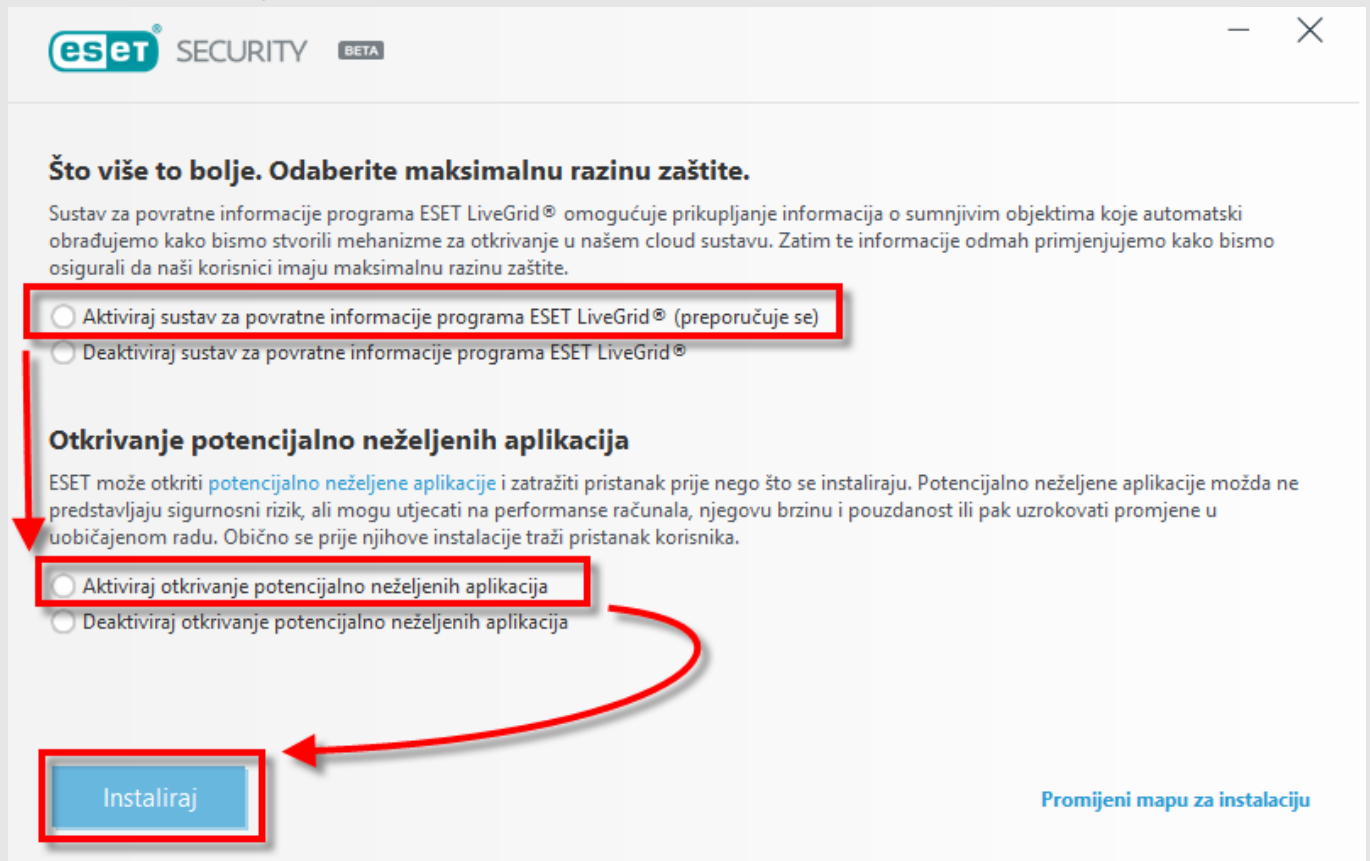 eset® SECURITY BETA
Što više to bolje. Odaberite maksimalnu razinu zaštite.
Sustav za povratne informacije programa ESET LiveGrid® omogućuje prikupljanje informacija o sumnjivim objektima koje automatski
obrađujemo kako bismo stvorili mehanizme za otkrivanje u našem cloud sustavu. Zatim te informacije odmah primjenjujemo kako bismo
osigurali da naši korisnici imaju maksimalnu razinu zaštite.
Aktiviraj sustav za povratne informacije programa ESET LiveGrid® (preporučuje se)
Deaktiviraj sustav za povratne informacije programa ESET LiveGrid®
Otkrivanje potencijalno neželjenih aplikacija
ESET može otkriti potencijalno neželjene aplikacije i zatražiti pristanak prije nego što se instaliraju. Potencijalno neželjene aplikacije možda ne
predstavljaju sigurnosni rizik, ali mogu utjecati na performanse računala, njegovu brzinu i pouzdanost ili pak uzrokovati promjene u
uobičajenom radu. Obično se prije njihove instalacije traži pristanak korisnika.
Aktiviraj otkrivanje potencijalno neželjenih aplikacija
Deaktiviraj otkrivanje potencijalno neželjenih aplikacija
Instaliraj
Promijeni mapu za instalaciju